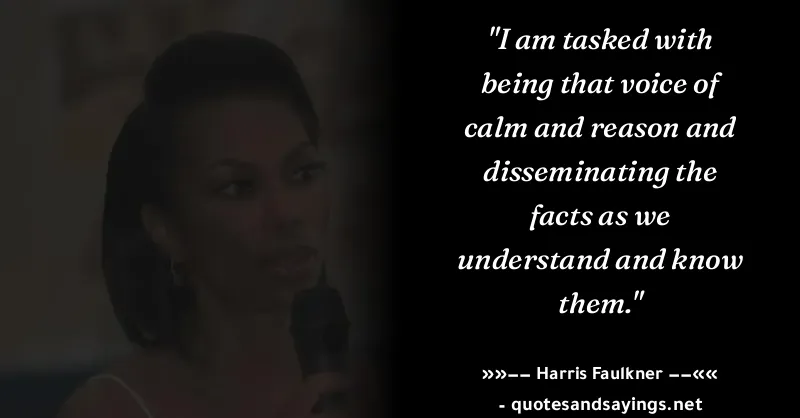 "I am tasked with
being that voice of
calm and reason and
disseminating the
facts as we
understand and know
them."
»»–– Harris Faulkner ––««
- quotesandsayings.net